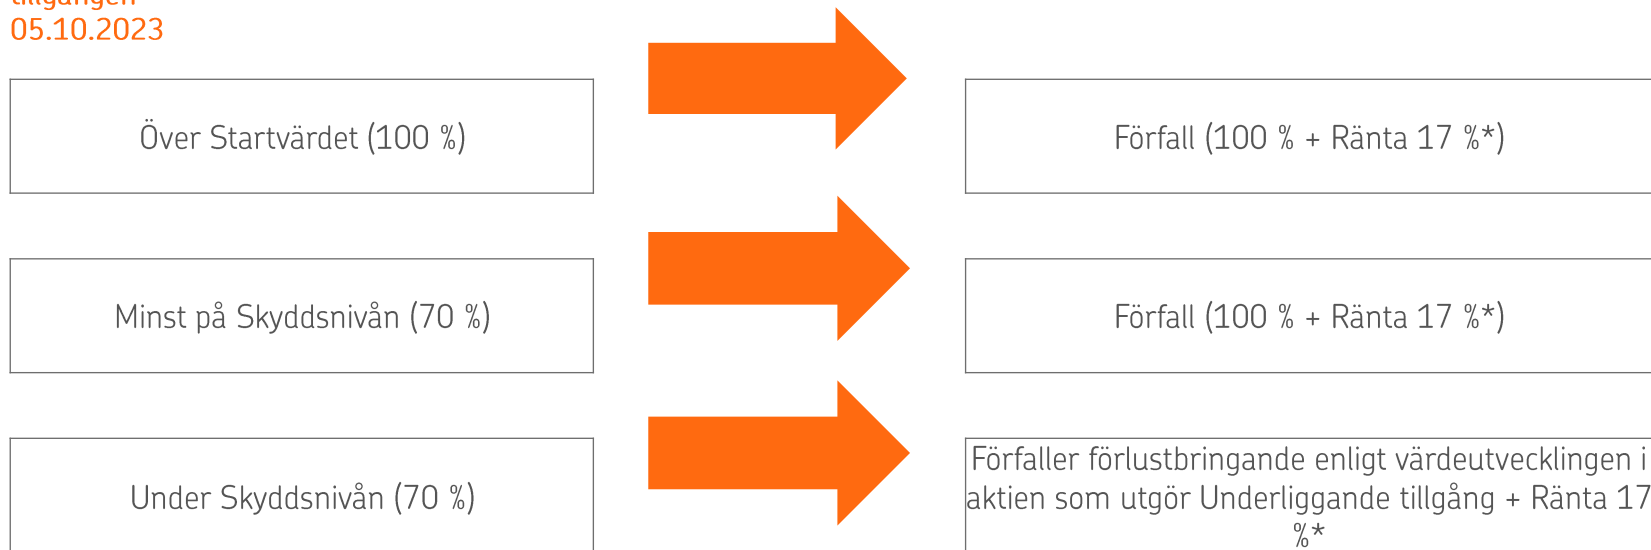 tillgången
05.10.2023
Över Startvärdet (100 %)
Förfall (100 % + Ränta 17 %*)
Minst på Skyddsnivån (70 %)
Förfall (100 % + Ränta 17 %*)
Under Skyddsnivån (70 %)
Förfaller förlustbringande enligt värdeutvecklingen i
aktien som utgör Underliggande tillgång + Ränta 17
%*